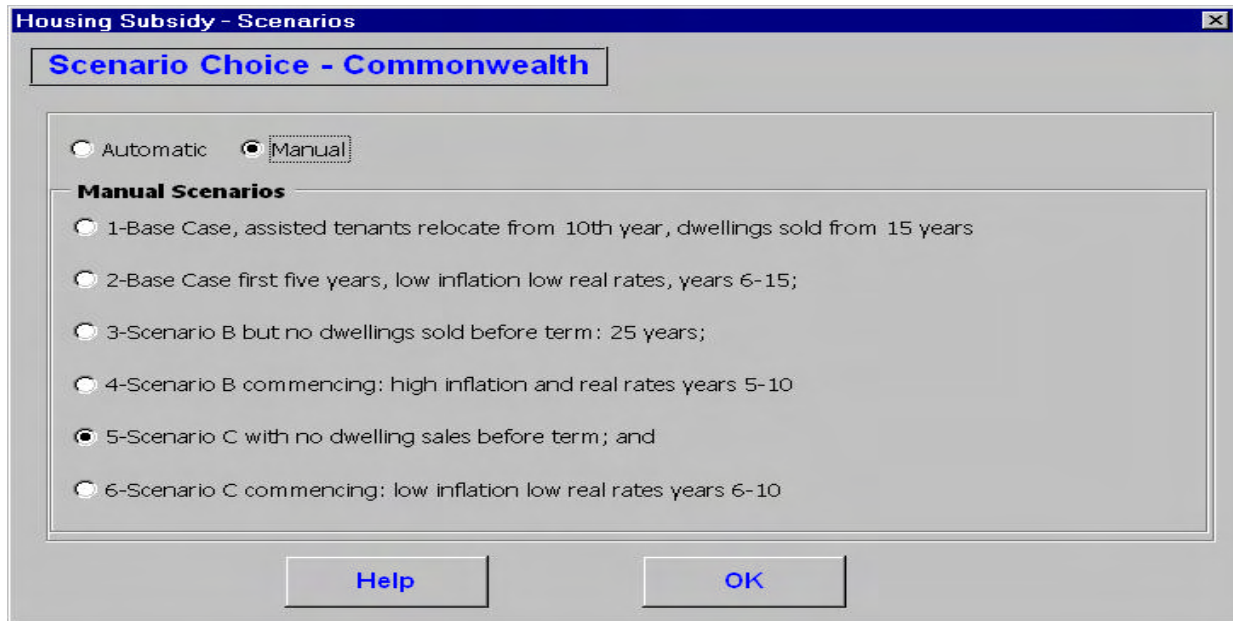 Housing Subsidy - Scenarios
Scenario Choice - Commonwealth
Automatic Manual
Manual Scenarios
1-Base Case, assisted tenants relocate from 10th year, dwellings sold from 15 years
2-Base Case first five years, low inflation low real rates, years 6-15;
3-Scenario B but no dwellings sold before term: 25 years;
4-Scenario B commencing: high inflation and real rates years 5-10
5-Scenario C with no dwelling sales before term; and
6-Scenario C commencing: low inflation low real rates years 6-10
Help OK